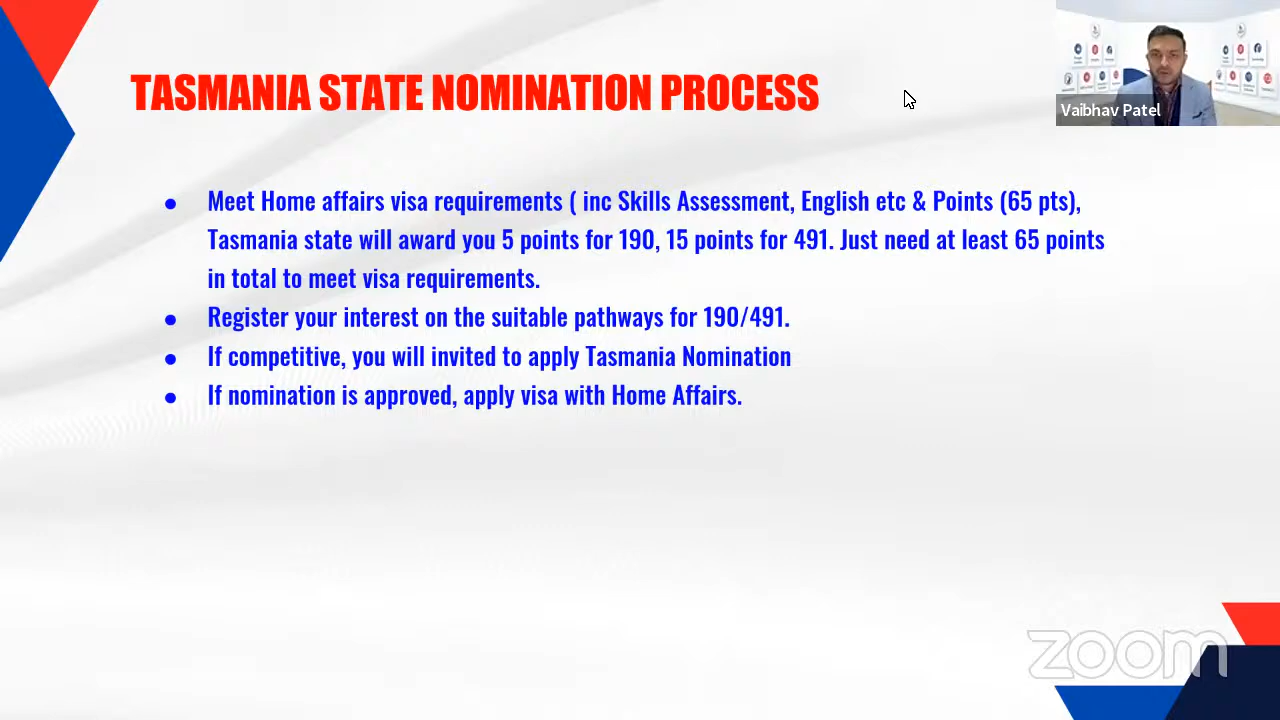 TASMANIA STATE NOMINATION PROCESS
Vaibhav Patel
● Meet Home affairs visa requirements ( inc Skills Assessment, English etc & Points (65 pts),
Tasmania state will award you 5 points for 190, 15 points for 491. Just need at least 65 points
in total to meet visa requirements.
● Register your interest on the suitable pathways for 190/491.
● If competitive, you will invited to apply Tasmania Nomination
● If nomination is approved, apply visa with Home Affairs.
zoom